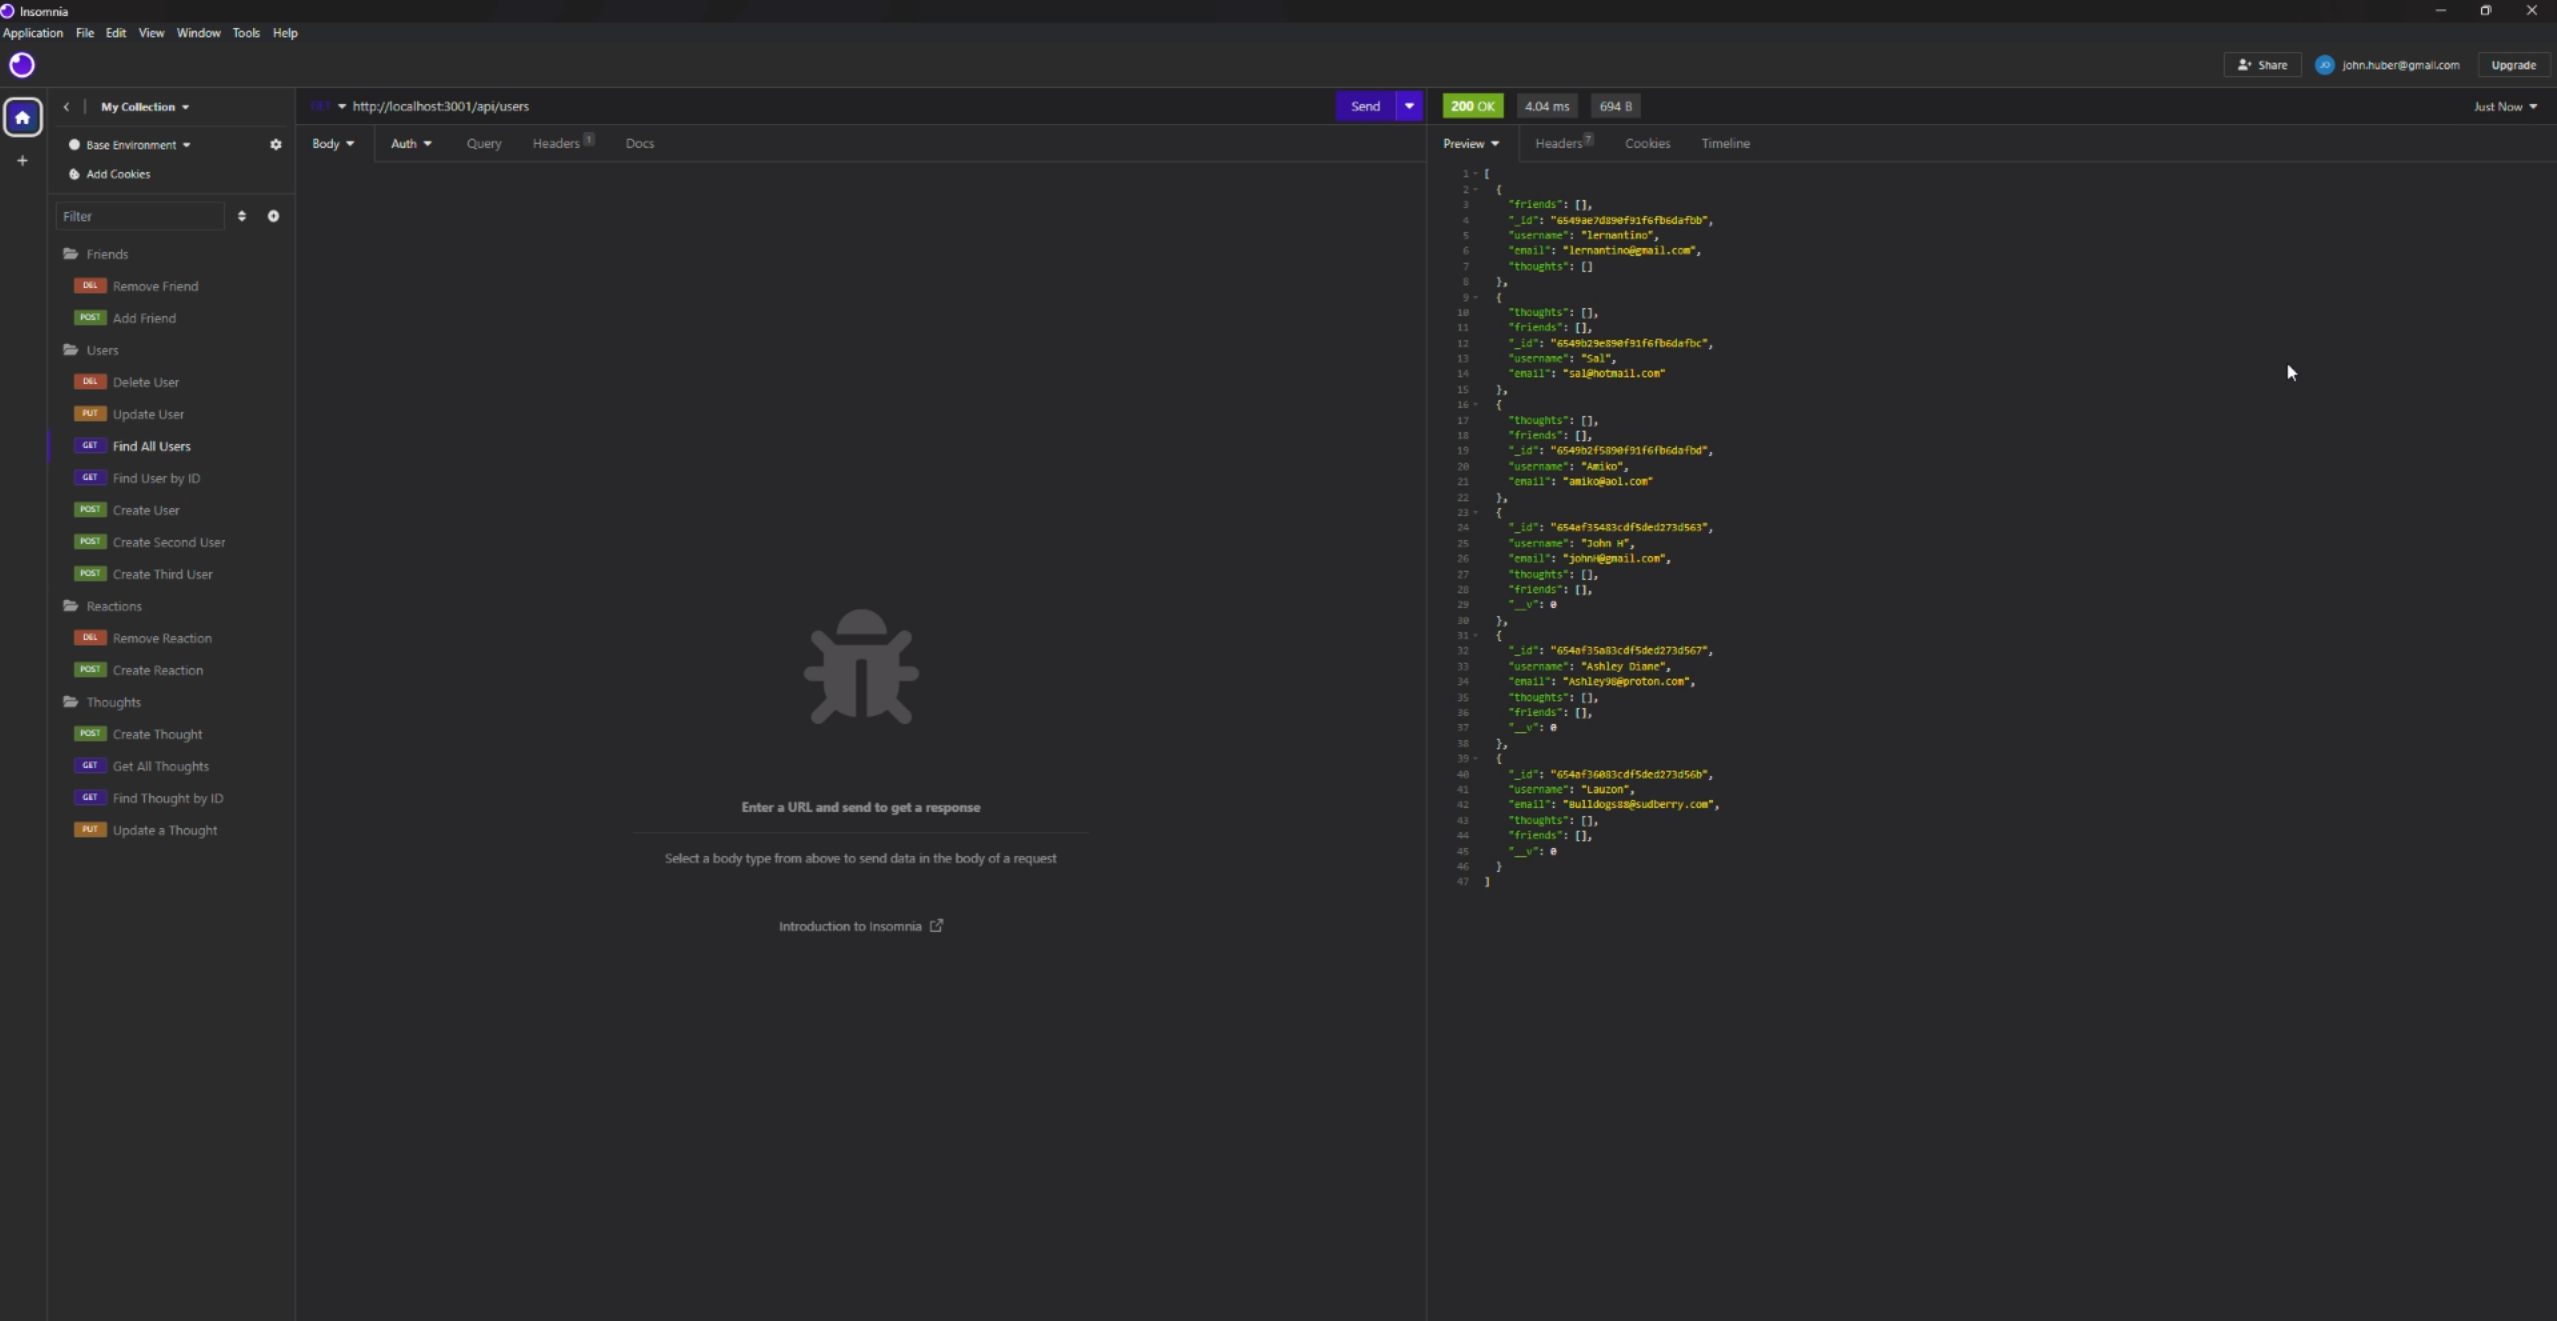 Insomnia
Application File Edit View Window Tools Help
Share john.huber@gmail.com Upgrade
My Collection
GET http://localhost:3001/api/users Send
200 OK 4.04 ms 694 B Just Now
Base Environment
Add Cookies
Body Auth Query Headers 1 Docs
Preview Headers 7 Cookies Timeline
Filter
Friends
DEL Remove Friend
POST Add Friend
Users
DEL Delete User
PUT Update User
GET Find All Users
GET Find User by ID
POST Create User
POST Create Second User
POST Create Third User
Reactions
DEL Remove Reaction
POST Create Reaction
Thoughts
POST Create Thought
GET Get All Thoughts
GET Find Thought by ID
PUT Update a Thought
Enter a URL and send to get a response
Select a body type from above to send data in the body of a request
Introduction to Insomnia
1 [
2 {
3 "friends": [],
4 "_id": "6549ae7d890f91f6fb6dafbb",
5 "username": "lernantino",
6 "email": "lernantino@gmail.com",
7 "thoughts": []
8 },
9 {
10 "thoughts": [],
11 "friends": [],
12 "_id": "6549b29e890f91f6fb6dafbc",
13 "username": "Sal",
14 "email": "sal@hotmail.com"
15 },
16 {
17 "thoughts": [],
18 "friends": [],
19 "_id": "6549b2f5890f91f6fb6dafbd",
20 "username": "Amiko",
21 "email": "amiko@aol.com"
22 },
23 {
24 "_id": "654af35483cdf5ded273d563",
25 "username": "John H",
26 "email": "johnH@gmail.com",
27 "thoughts": [],
28 "friends": [],
29 "__v": 0
30 },
31 {
32 "_id": "654af35a83cdf5ded273d567",
33 "username": "Ashley Diane",
34 "email": "Ashley98@proton.com",
35 "thoughts": [],
36 "friends": [],
37 "__v": 0
38 },
39 {
40 "_id": "654af36083cdf5ded273d56b",
41 "username": "Lauzon",
42 "email": "Bulldogs88@sudberry.com",
43 "thoughts": [],
44 "friends": [],
45 "__v": 0
46 }
47 ]